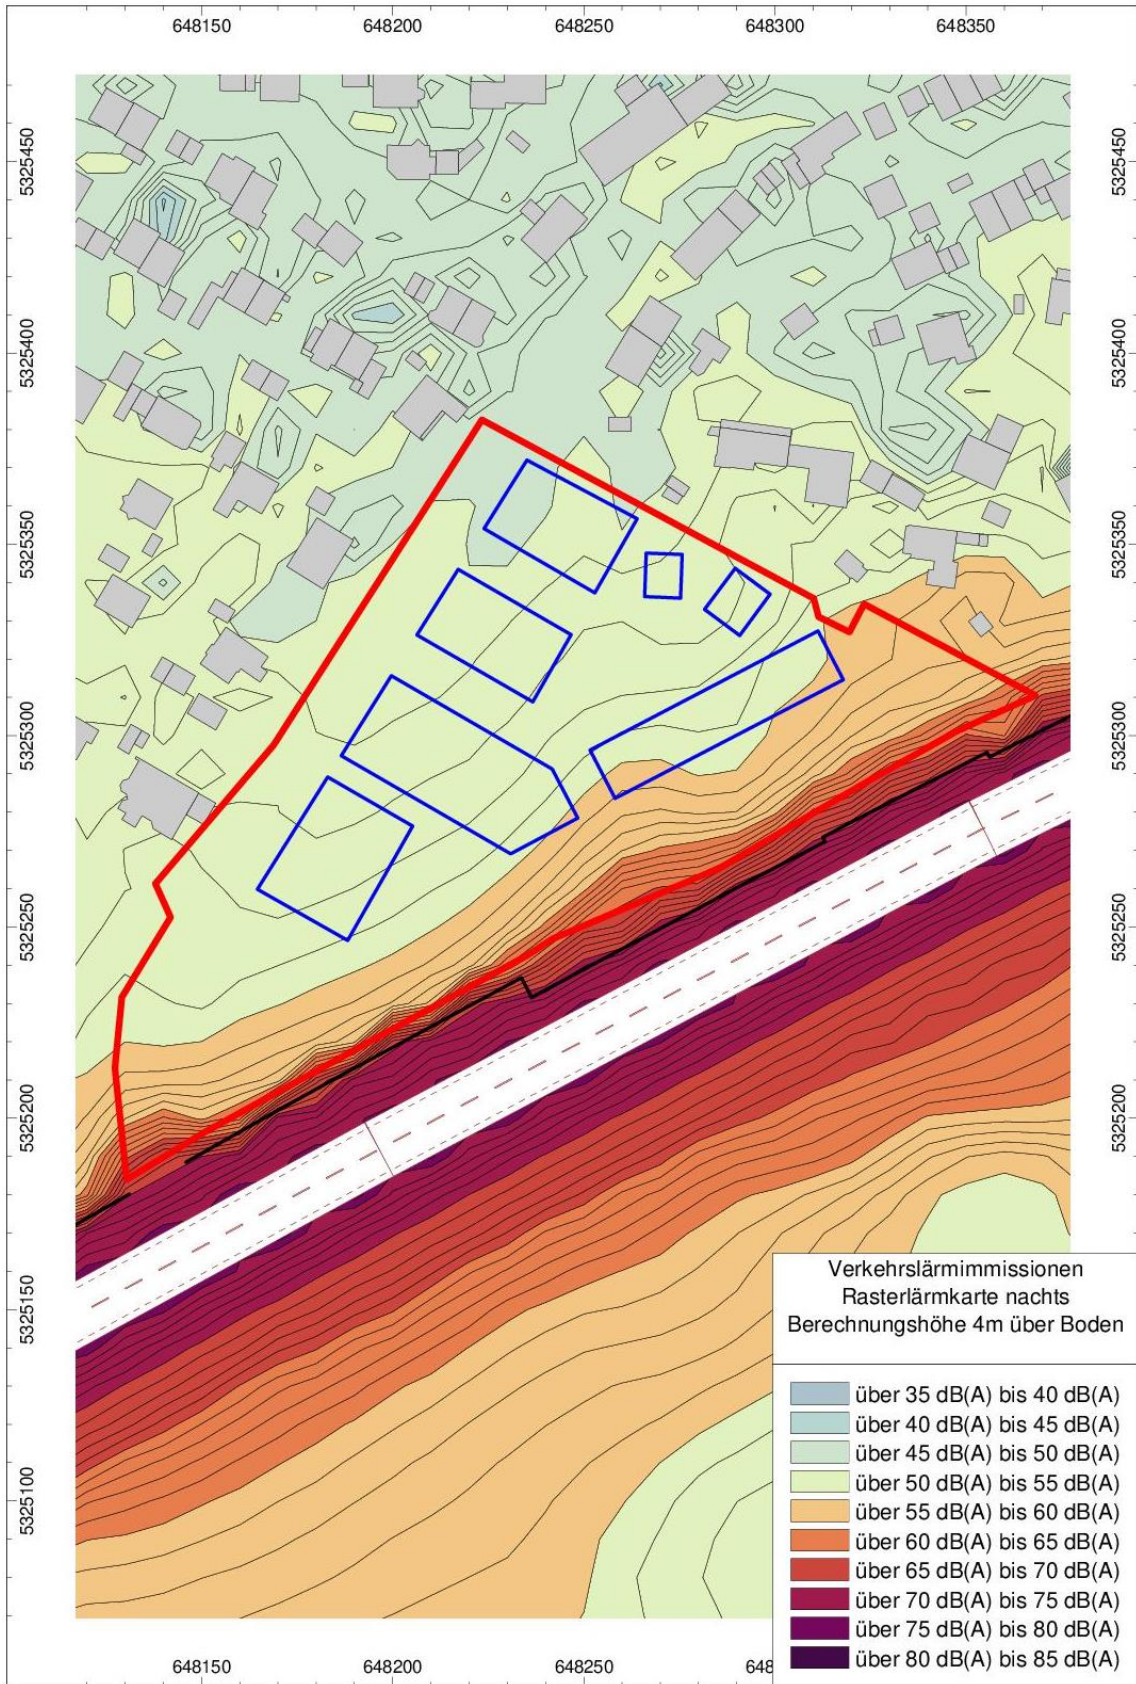 648150 648200 648250 648300 648350
5325450 5325450
5325400 5325400
5325350 5325350
5325300 5325300
5325250 5325250
5325200 5325200
5325150
5325100
Verkehrslärmimmissionen
Rasterlärmkarte nachts
Berechnungshöhe 4m über Boden
über 35 dB(A) bis 40 dB(A)
über 40 dB(A) bis 45 dB(A)
über 45 dB(A) bis 50 dB(A)
über 50 dB(A) bis 55 dB(A)
über 55 dB(A) bis 60 dB(A)
über 60 dB(A) bis 65 dB(A)
über 65 dB(A) bis 70 dB(A)
über 70 dB(A) bis 75 dB(A)
über 75 dB(A) bis 80 dB(A)
über 80 dB(A) bis 85 dB(A)
648150 648200 648250